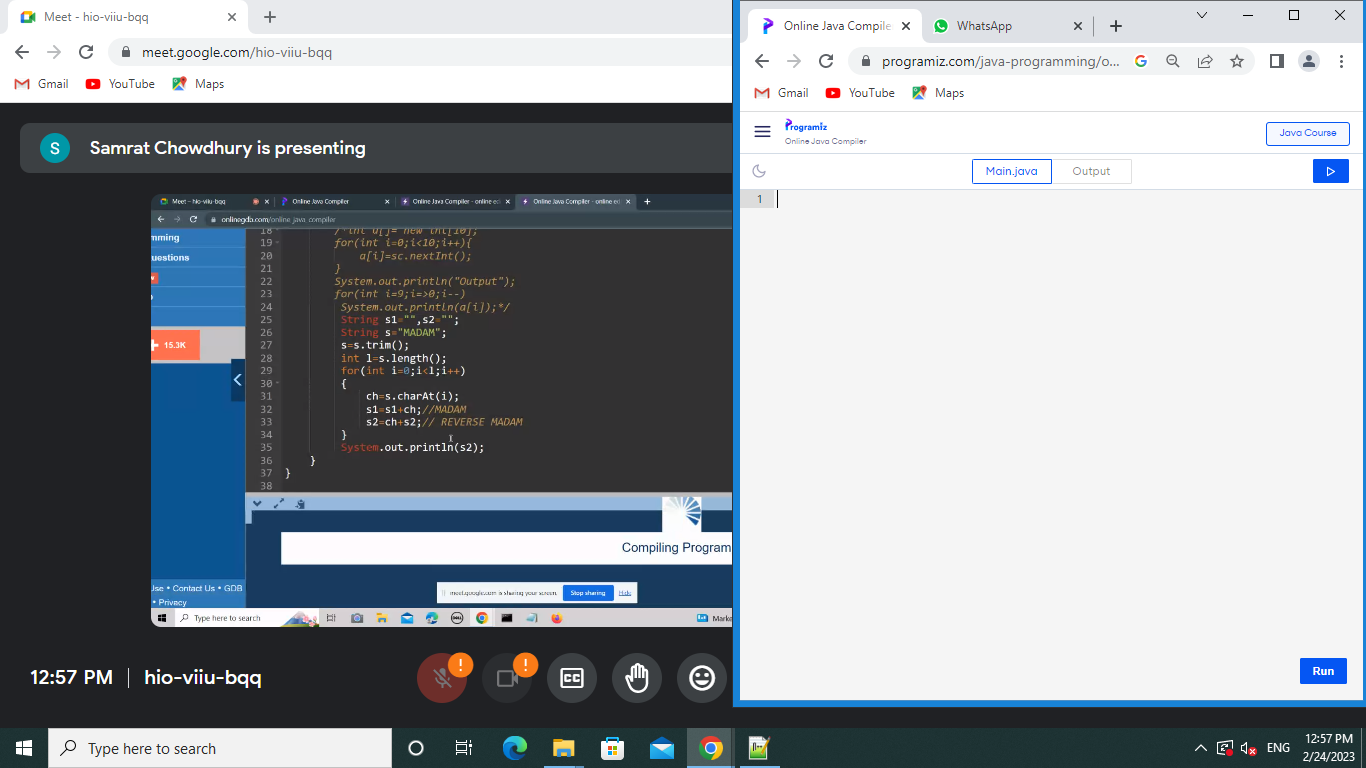 Meet - hio-viiu-bqq
meet.google.com/hio-viiu-bqq
Gmail YouTube Maps
S Samrat Chowdhury is presenting
Meet – hio-viiu-bqq Online Java Compiler Online Java Compiler - online edi Online Java Compiler - online edi
onlinegdb.com/online_java_compiler
mming
uestions
15.3K
18 /*int a[]= new int[10];
19 for(int i=0;i<10;i++){
20 a[i]=sc.nextInt();
21 }
22 System.out.println("Output");
23 for(int i=9;i=>0;i--)
24 System.out.println(a[i]);*/
25 String s1="",s2="";
26 String s="MADAM";
27 s=s.trim();
28 int l=s.length();
29 for(int i=0;i<l;i++)
30 {
31 ch=s.charAt(i);
32 s1=s1+ch;//MADAM
33 s2=ch+s2;// REVERSE MADAM
34 }
35 System.out.println(s2);
36 }
37 }
38
Compiling Program
Use • Contact Us • GDB
• Privacy
meet.google.com is sharing your screen. Stop sharing Hide
Type here to search
DELL
Marke
12:57 PM | hio-viiu-bqq
! ! CC
Online Java Compile WhatsApp
programiz.com/java-programming/o...
Gmail YouTube Maps
Programiz
Online Java Compiler
Java Course
Main.java Output
1
Run
Type here to search
ENG
12:57 PM
2/24/2023